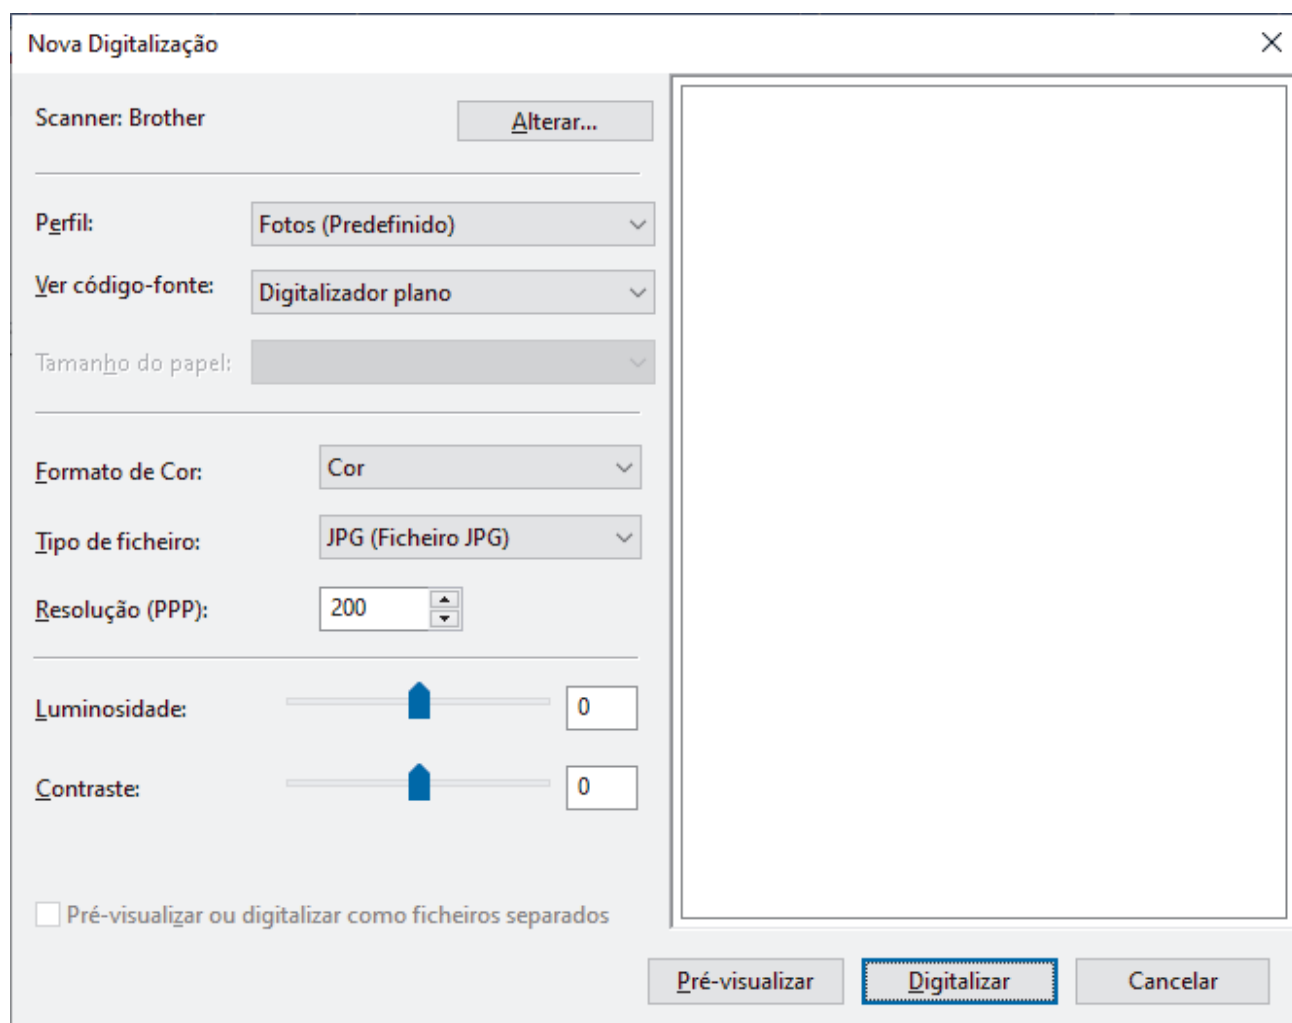 Nova Digitalização
Scanner: Brother
Alterar...
Perfil:
Fotos (Predefinido)
Ver código-fonte:
Digitalizador plano
Tamanho do papel:
Formato de Cor:
Cor
Tipo de ficheiro:
JPG (Ficheiro JPG)
Resolução (PPP):
200
Luminosidade:
0
Contraste:
0
Pré-visualizar ou digitalizar como ficheiros separados
Pré-visualizar
Digitalizar
Cancelar